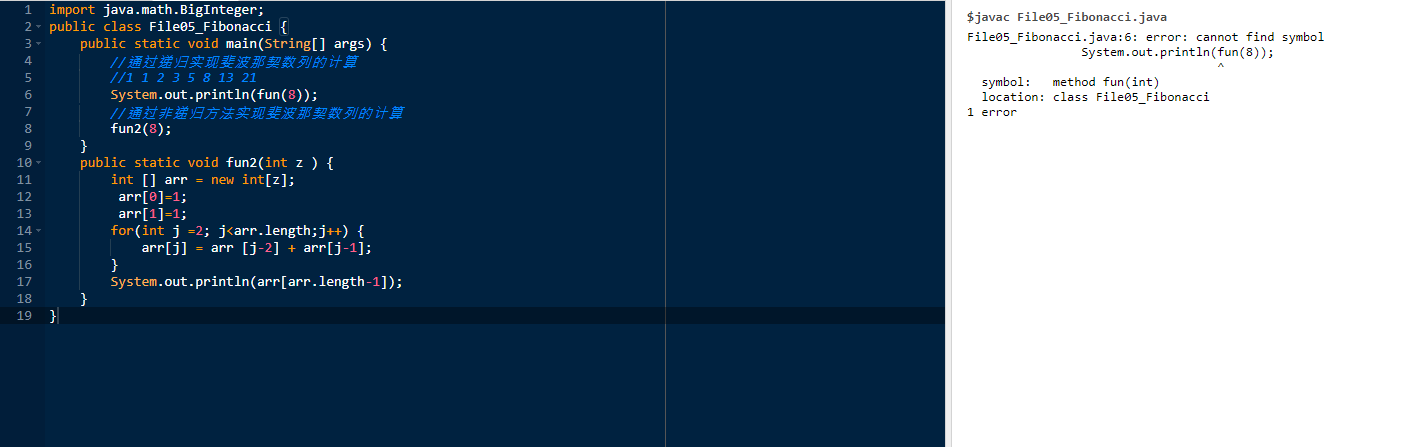 1 import java.math.BigInteger;
2 public class File05_Fibonacci {
3 public static void main(String[] args) {
4 //通过递归实现斐波那契数列的计算
5 //1 1 2 3 5 8 13 21
6 System.out.println(fun(8));
7 //通过非递归方法实现斐波那契数列的计算
8 fun2(8);
9 }
10 public static void fun2(int z ) {
11 int [] arr = new int[z];
12 arr[0]=1;
13 arr[1]=1;
14 for(int j =2; j<arr.length;j++) {
15 arr[j] = arr [j-2] + arr[j-1];
16 }
17 System.out.println(arr[arr.length-1]);
18 }
19 }
$javac File05_Fibonacci.java
File05_Fibonacci.java:6: error: cannot find symbol
System.out.println(fun(8));
^
symbol: method fun(int)
location: class File05_Fibonacci
1 error